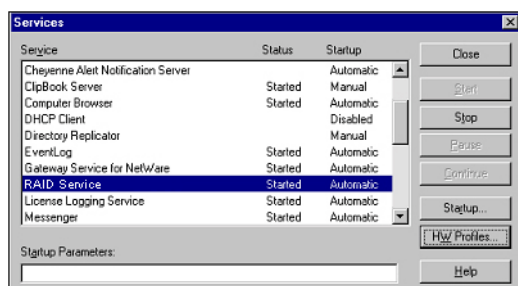 Services
Service Status Startup
Cheyenne Alert Notification Server Automatic
ClipBook Server Started Manual
Computer Browser Started Automatic
DHCP Client Disabled
Directory Replicator Manual
EventLog Started Automatic
Gateway Service for NetWare Started Automatic
RAID Service Started Automatic
License Logging Service Started Automatic
Messenger Started Automatic
Startup Parameters:
Close
Start
Stop
Pause
Continue
Startup...
HW Profiles...
Help